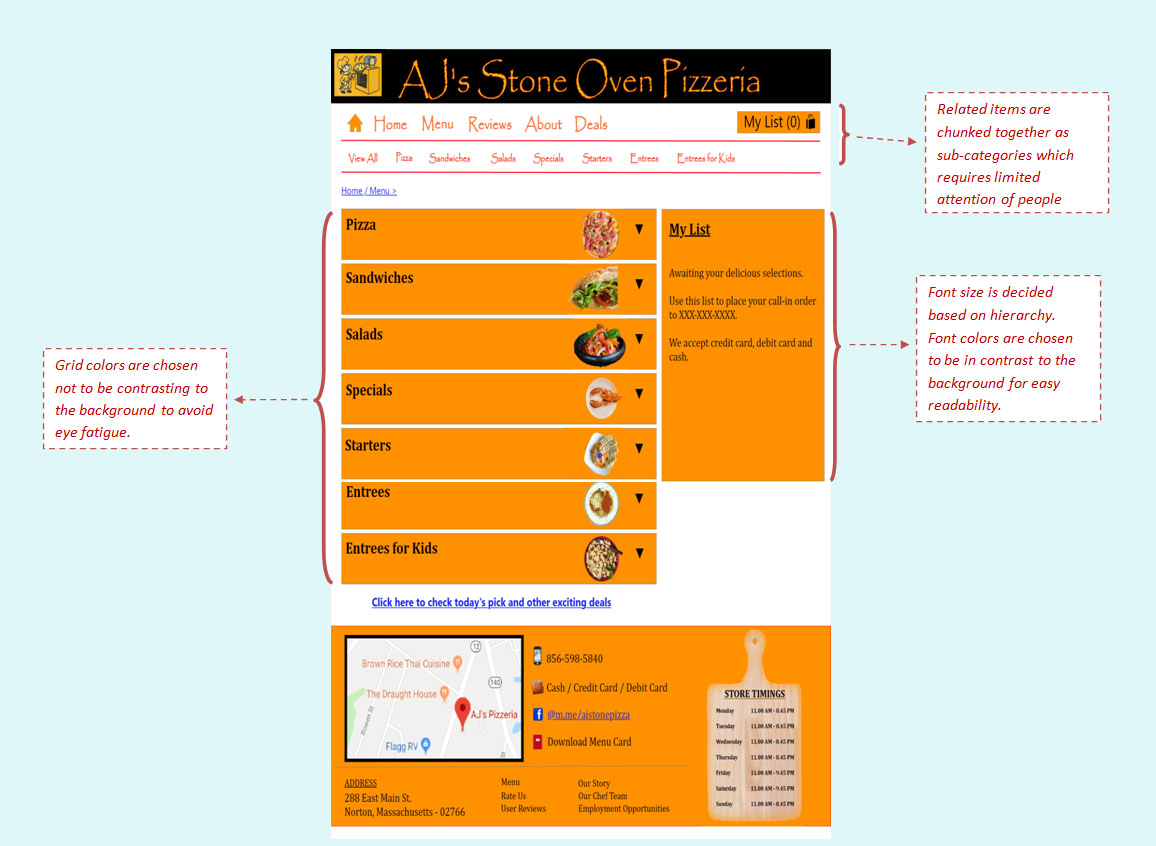 AJ's Stone Oven Pizzeria
Home Menu Reviews About Deals
My List (0)
View All Pizza Sandwiches Salads Specials Starters Entrees Entrees for Kids
Home / Menu >
Pizza
Sandwiches
Salads
Specials
Starters
Entrees
Entrees for Kids
My List
Awaiting your delicious selections.
Use this list to place your call-in order
to XXX-XXX-XXXX.
We accept credit card, debit card and
cash.
Click here to check today's pick and other exciting deals
Brown Rice Thai Cuisine
The Draught House
AJ's Pizzeria
Flagg RV
12
140
Bowen St
St
856-598-5840
Cash / Credit Card / Debit Card
@m.me/ajstonepizza
Download Menu Card
STORE TIMINGS
Monday 11.00 AM - 8.45 PM
Tuesday 11.00 AM - 8.45 PM
Wednesday 11.00 AM - 8.45 PM
Thursday 11.00 AM - 8.45 PM
Friday 11.00 AM - 9.45 PM
Saturday 11.00 AM - 9.45 PM
Sunday 11.00 AM - 8.45 PM
ADDRESS
288 East Main St.
Norton, Massachusetts - 02766
Menu
Rate Us
User Reviews
Our Story
Our Chef Team
Employment Opportunities
Related items are
chunked together as
sub-categories which
requires limited
attention of people
Font size is decided
based on hierarchy.
Font colors are chosen
to be in contrast to the
background for easy
readability.
Grid colors are chosen
not to be contrasting to
the background to avoid
eye fatigue.